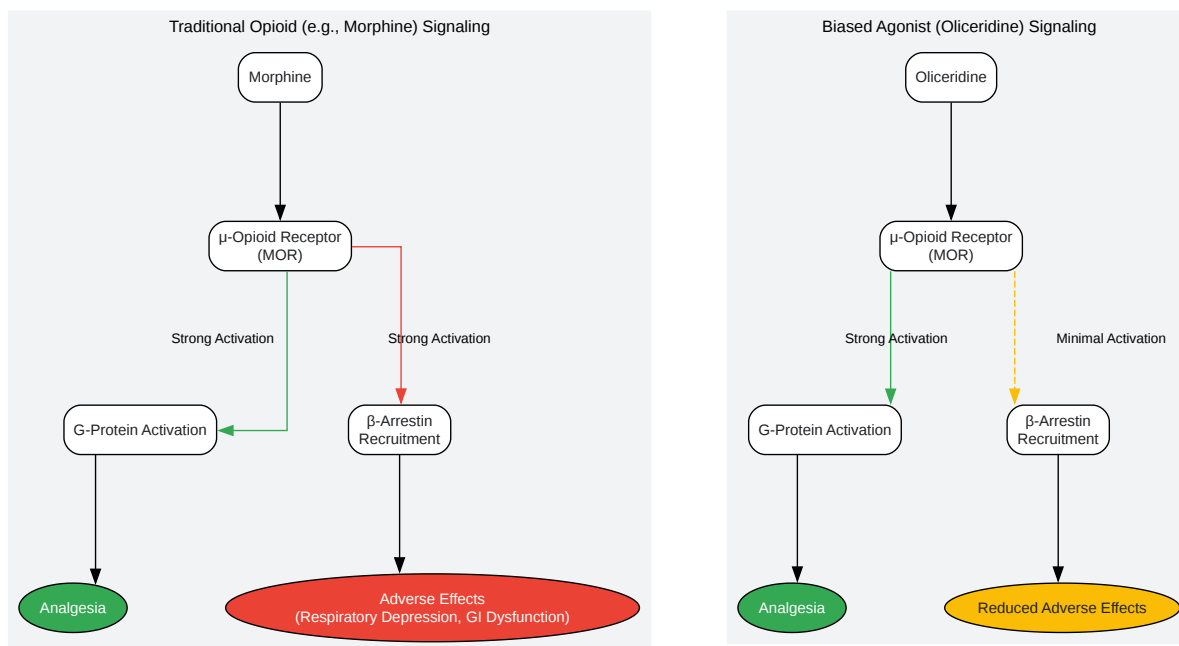 Traditional Opioid (e.g., Morphine) Signaling
Morphine
μ-Opioid Receptor
(MOR)
Strong Activation
Strong Activation
G-Protein Activation
β-Arrestin
Recruitment
Analgesia
Adverse Effects
(Respiratory Depression, GI Dysfunction)
Biased Agonist (Oliceridine) Signaling
Oliceridine
μ-Opioid Receptor
(MOR)
Strong Activation
Minimal Activation
G-Protein Activation
β-Arrestin
Recruitment
Analgesia
Reduced Adverse Effects